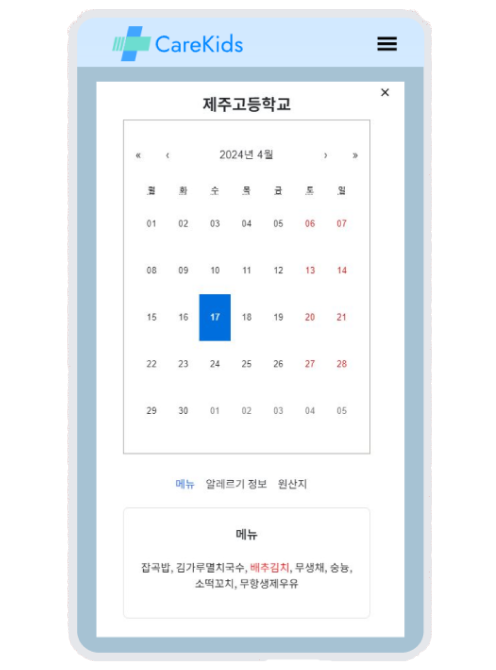 CareKids
×
제주고등학교
« ‹ 2024년 4월 › »
월 화 수 목 금 토 일
01 02 03 04 05 06 07
08 09 10 11 12 13 14
15 16 17 18 19 20 21
22 23 24 25 26 27 28
29 30 01 02 03 04 05
메뉴 알레르기 정보 원산지
메뉴
잡곡밥, 김가루멸치국수, 배추김치, 무생채, 숭늉,
소떡꼬치, 무항생제우유